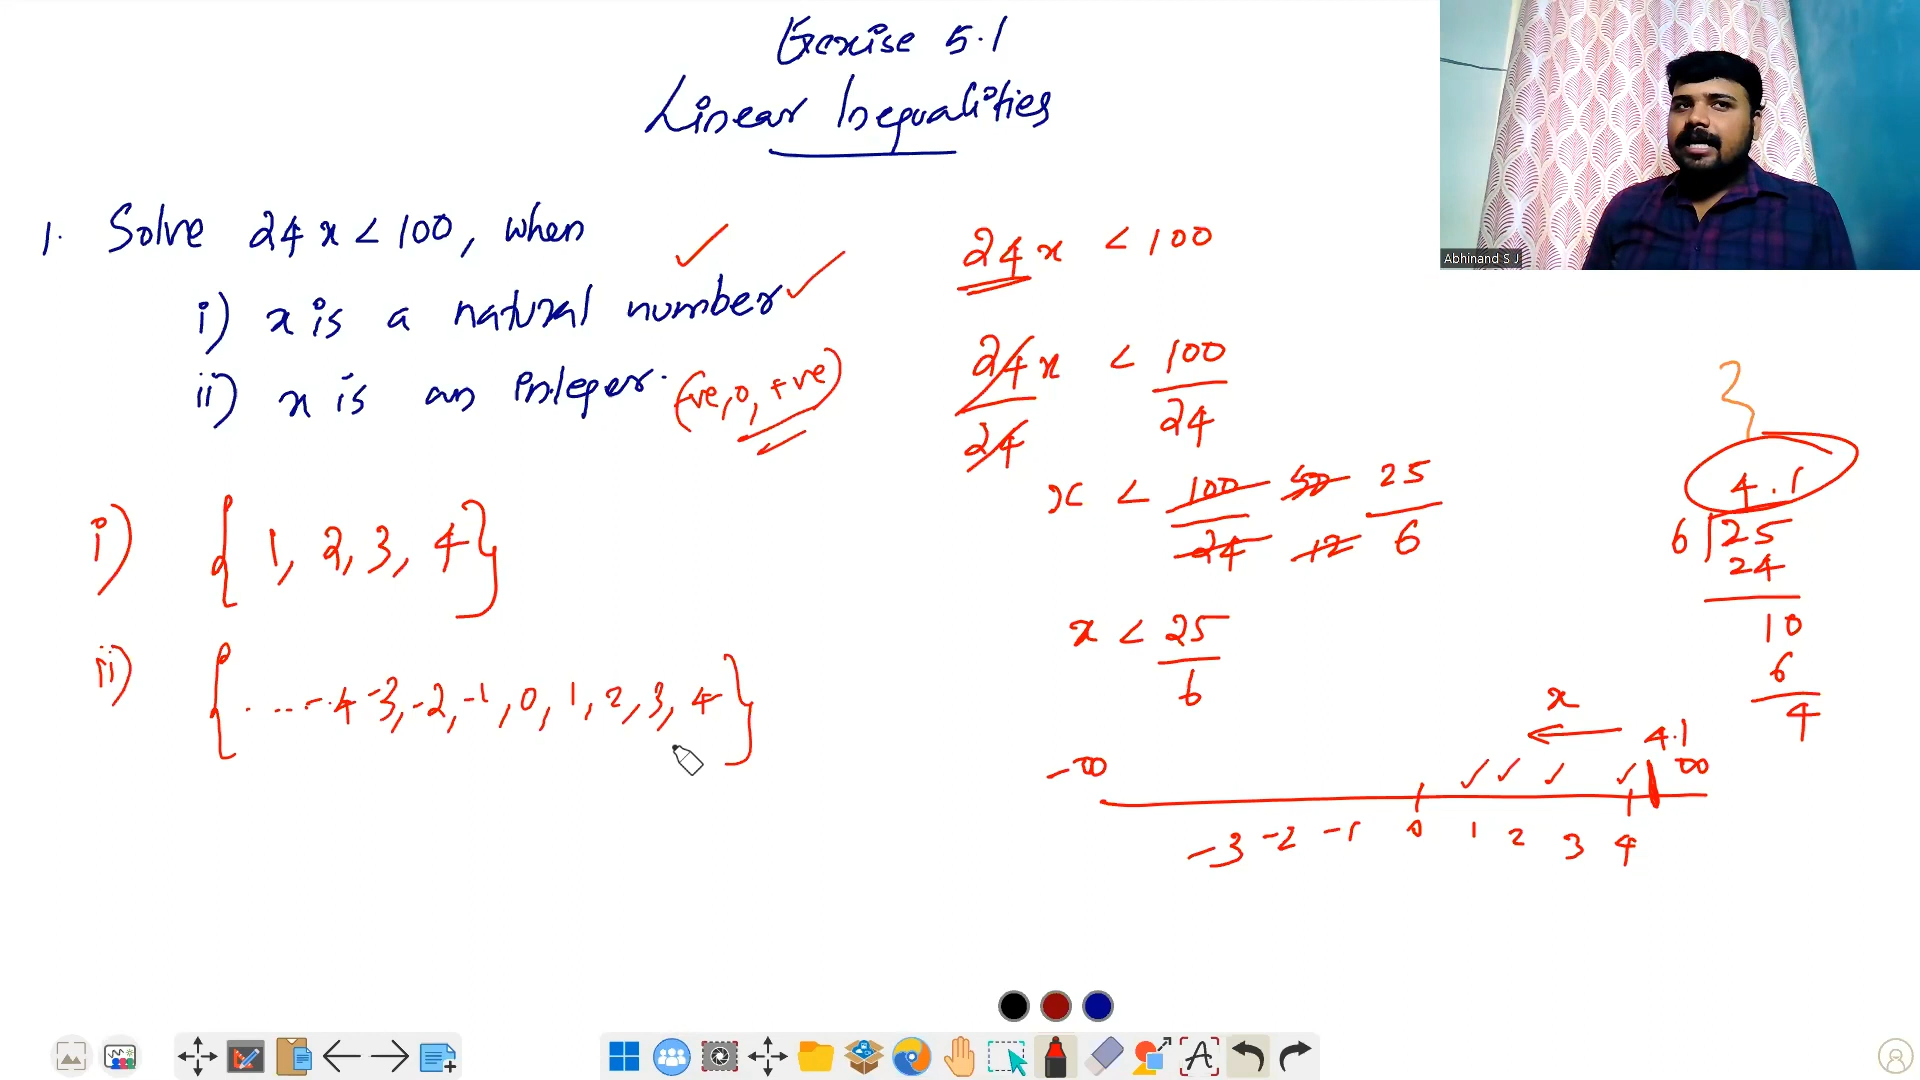 Exercise 5.1
Linear Inequalities
1. Solve 24x < 100, when
i) x is a natural number
ii) x is an integer. (-ve, 0, +ve)
i) { 1, 2, 3, 4 }
ii) { ..... -4 -3, -2, -1, 0, 1, 2, 3, 4 }
24x < 100
24x/24 < 100/24
x < 100/24 50/12 25/6
x < 25/6
4.1
6 ) 25
24
10
6
4
x
4.1
-∞ ∞
-3 -2 -1 0 1 2 3 4
Abhinand S J
A